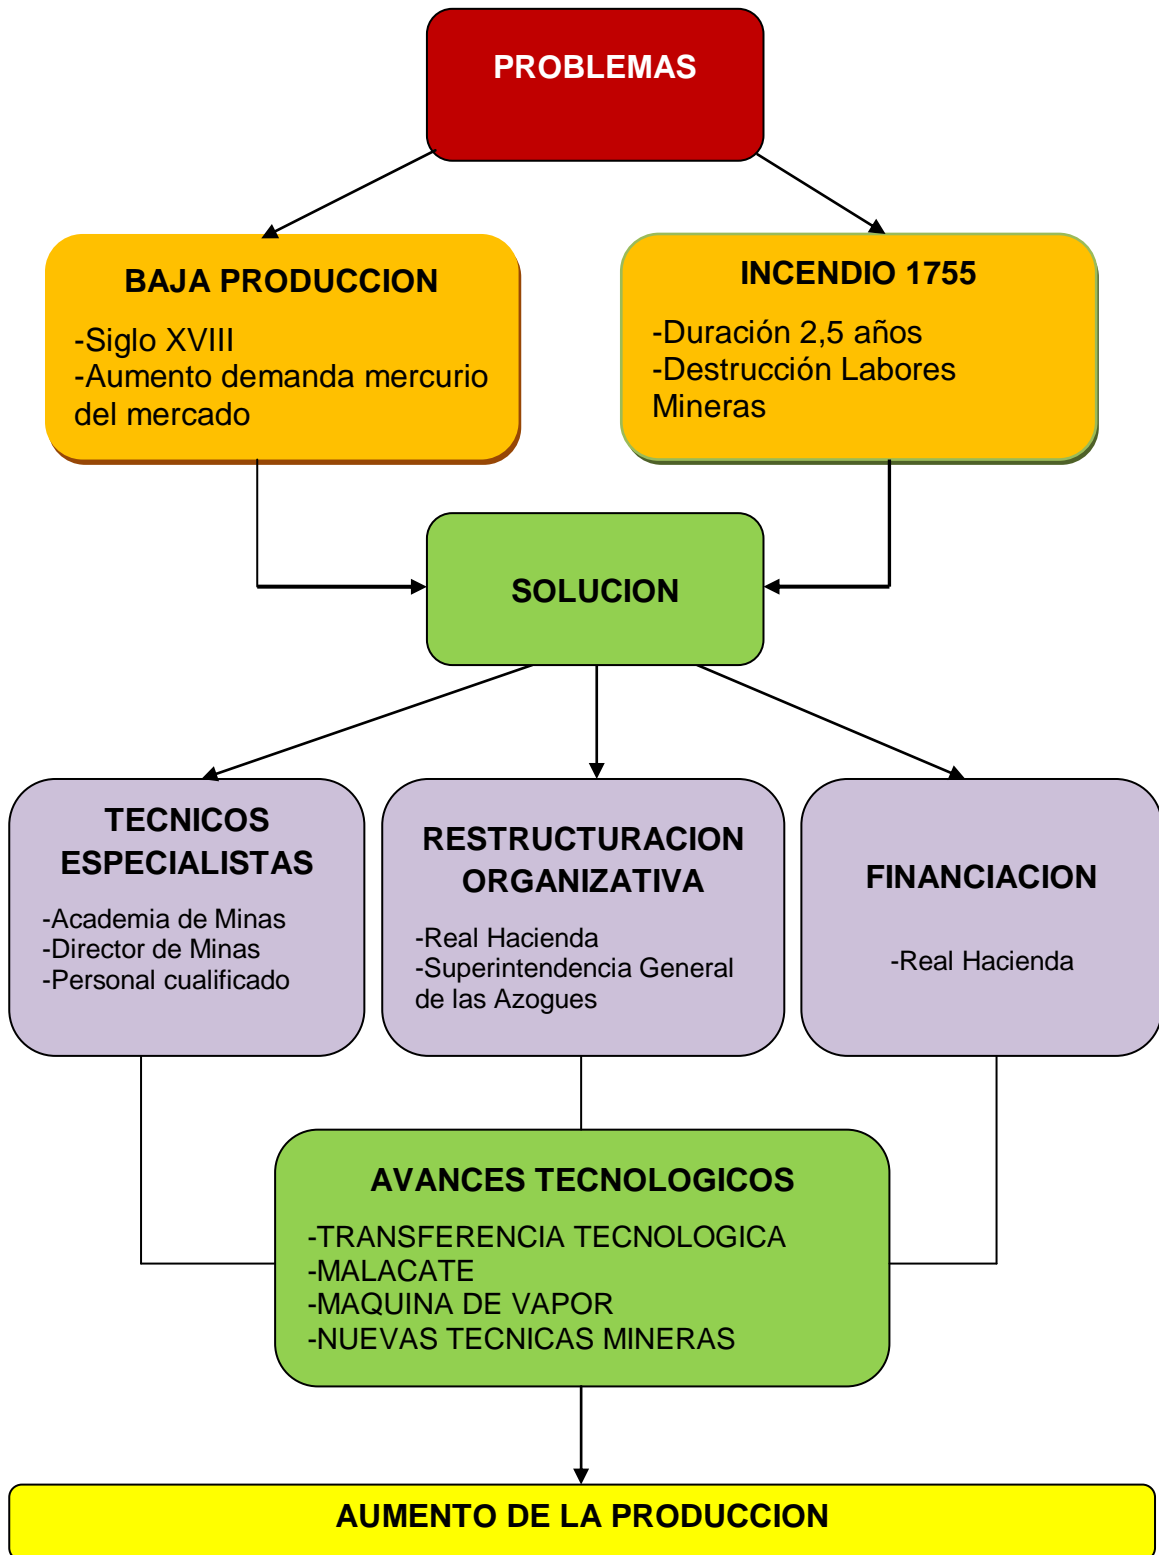 PROBLEMAS
BAJA PRODUCCION
-Siglo XVIII
-Aumento demanda mercurio
del mercado
INCENDIO 1755
-Duración 2,5 años
-Destrucción Labores
Mineras
SOLUCION
TECNICOS
ESPECIALISTAS
-Academia de Minas
-Director de Minas
-Personal cualificado
RESTRUCTURACION
ORGANIZATIVA
-Real Hacienda
-Superintendencia General
de las Azogues
FINANCIACION
-Real Hacienda
AVANCES TECNOLOGICOS
-TRANSFERENCIA TECNOLOGICA
-MALACATE
-MAQUINA DE VAPOR
-NUEVAS TECNICAS MINERAS
AUMENTO DE LA PRODUCCION